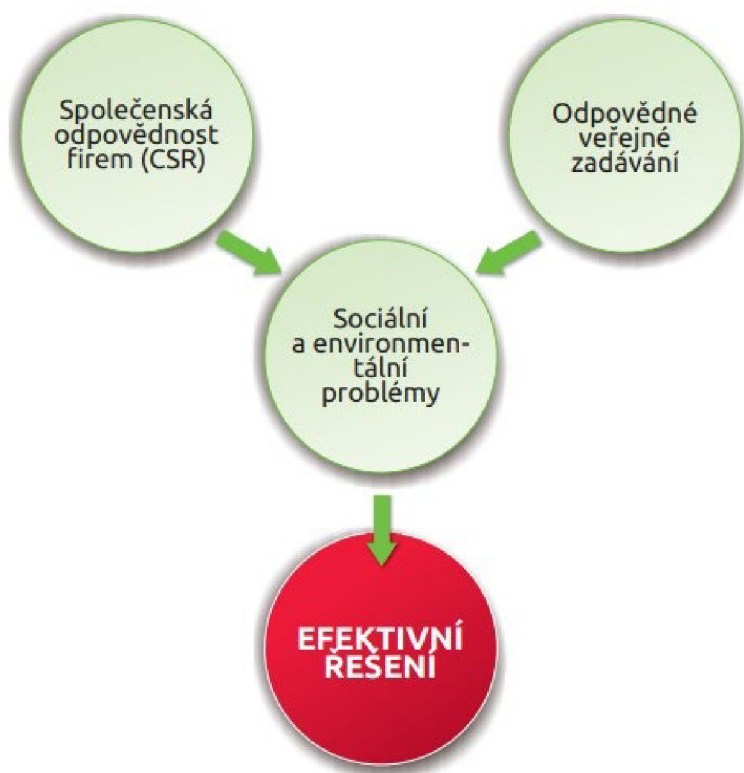 Společenská
odpovědnost
firem (CSR)
Odpovědné
veřejné
zadávání
Sociální
a environmen-
tální
problémy
EFEKTIVNÍ
ŘEŠENÍ